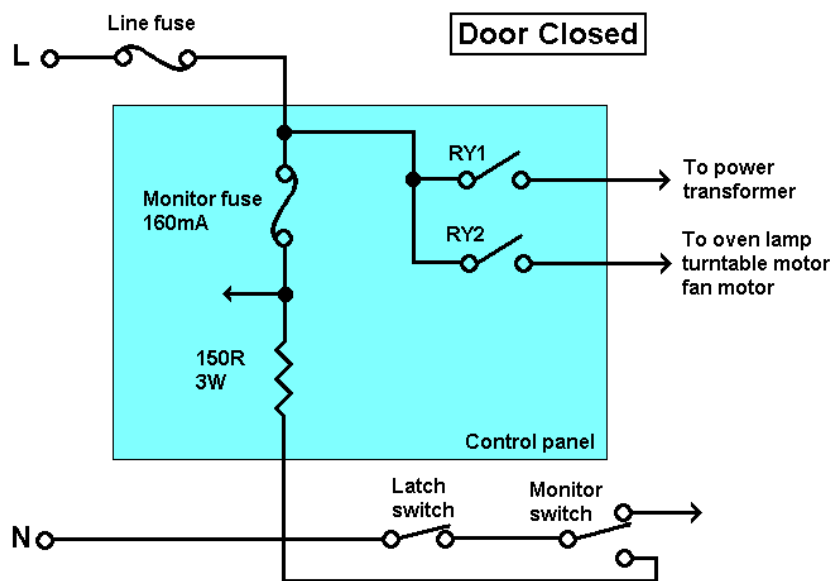 Line fuse
Door Closed
L
RY1
To power
transformer
Monitor fuse
160mA
RY2
To oven lamp
turntable motor
fan motor
150R
3W
Control panel
Latch
switch
Monitor
switch
N